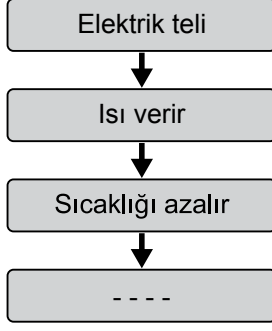 Elektrik teli
Isı verir
Sıcaklığı azalır
- - - -